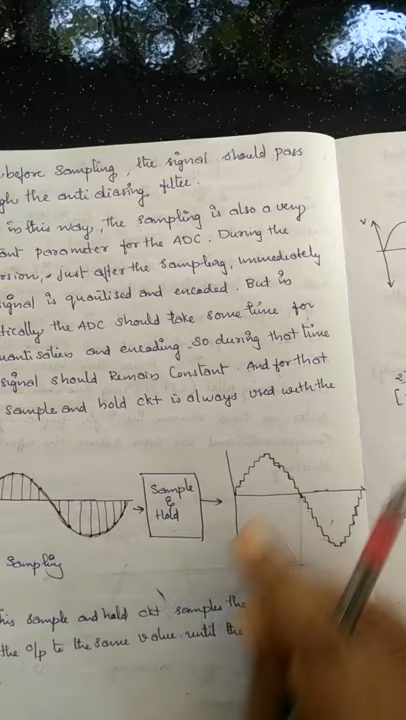 before sampling, the signal should pass
gh the anti aliasing filter.
in this way, the sampling is also a very
ant parameter for the ADC. During the
rsion, just after the sampling, immediately
signal is quantised and encoded. But in
tically the ADC should take some time for
uantisation and encoding. so during that time
signal should Remain Constant. And for that
sample and hold ckt is always used with the
V
Sample
&
Hold
Sampling
his sample and hold ckt samples the
the o/p to the same value. until the